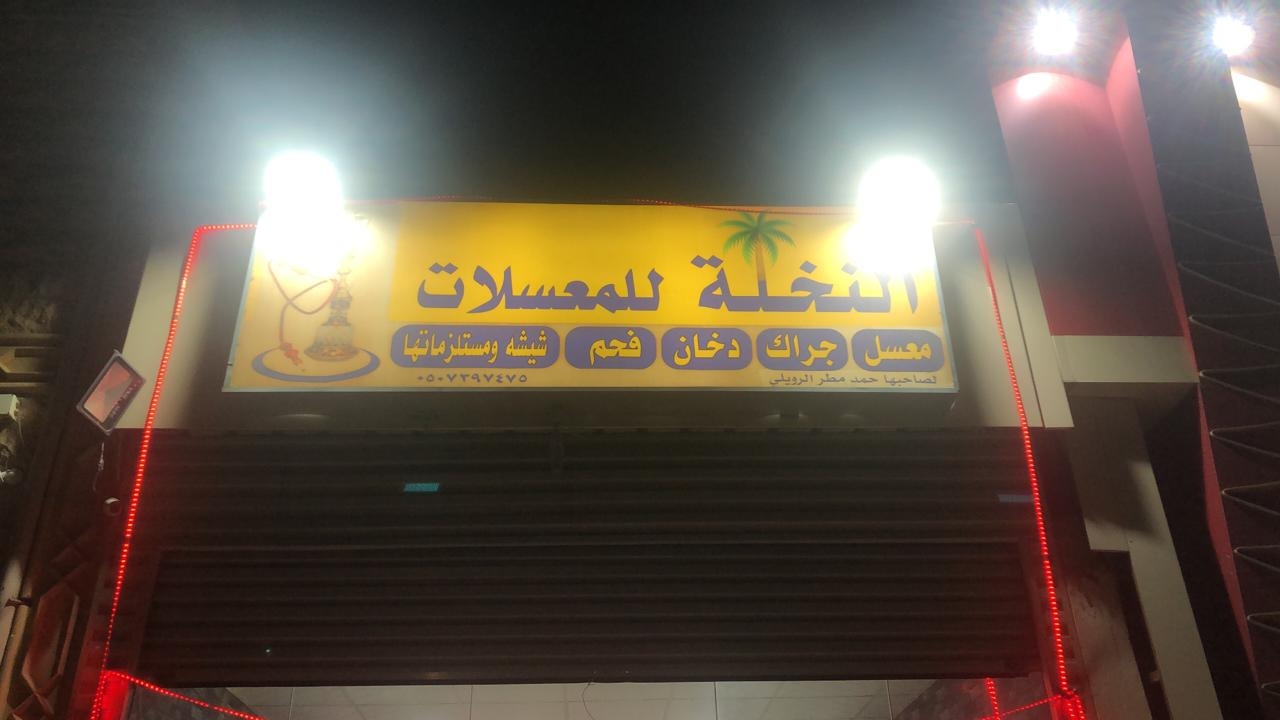 النخلة للمعسلات
معسل جراك دخان فحم شيشه ومستلزماتها
لصاحبها حمد مطر الرويلي ٠٥٠٧٣٩٧٤٧٥